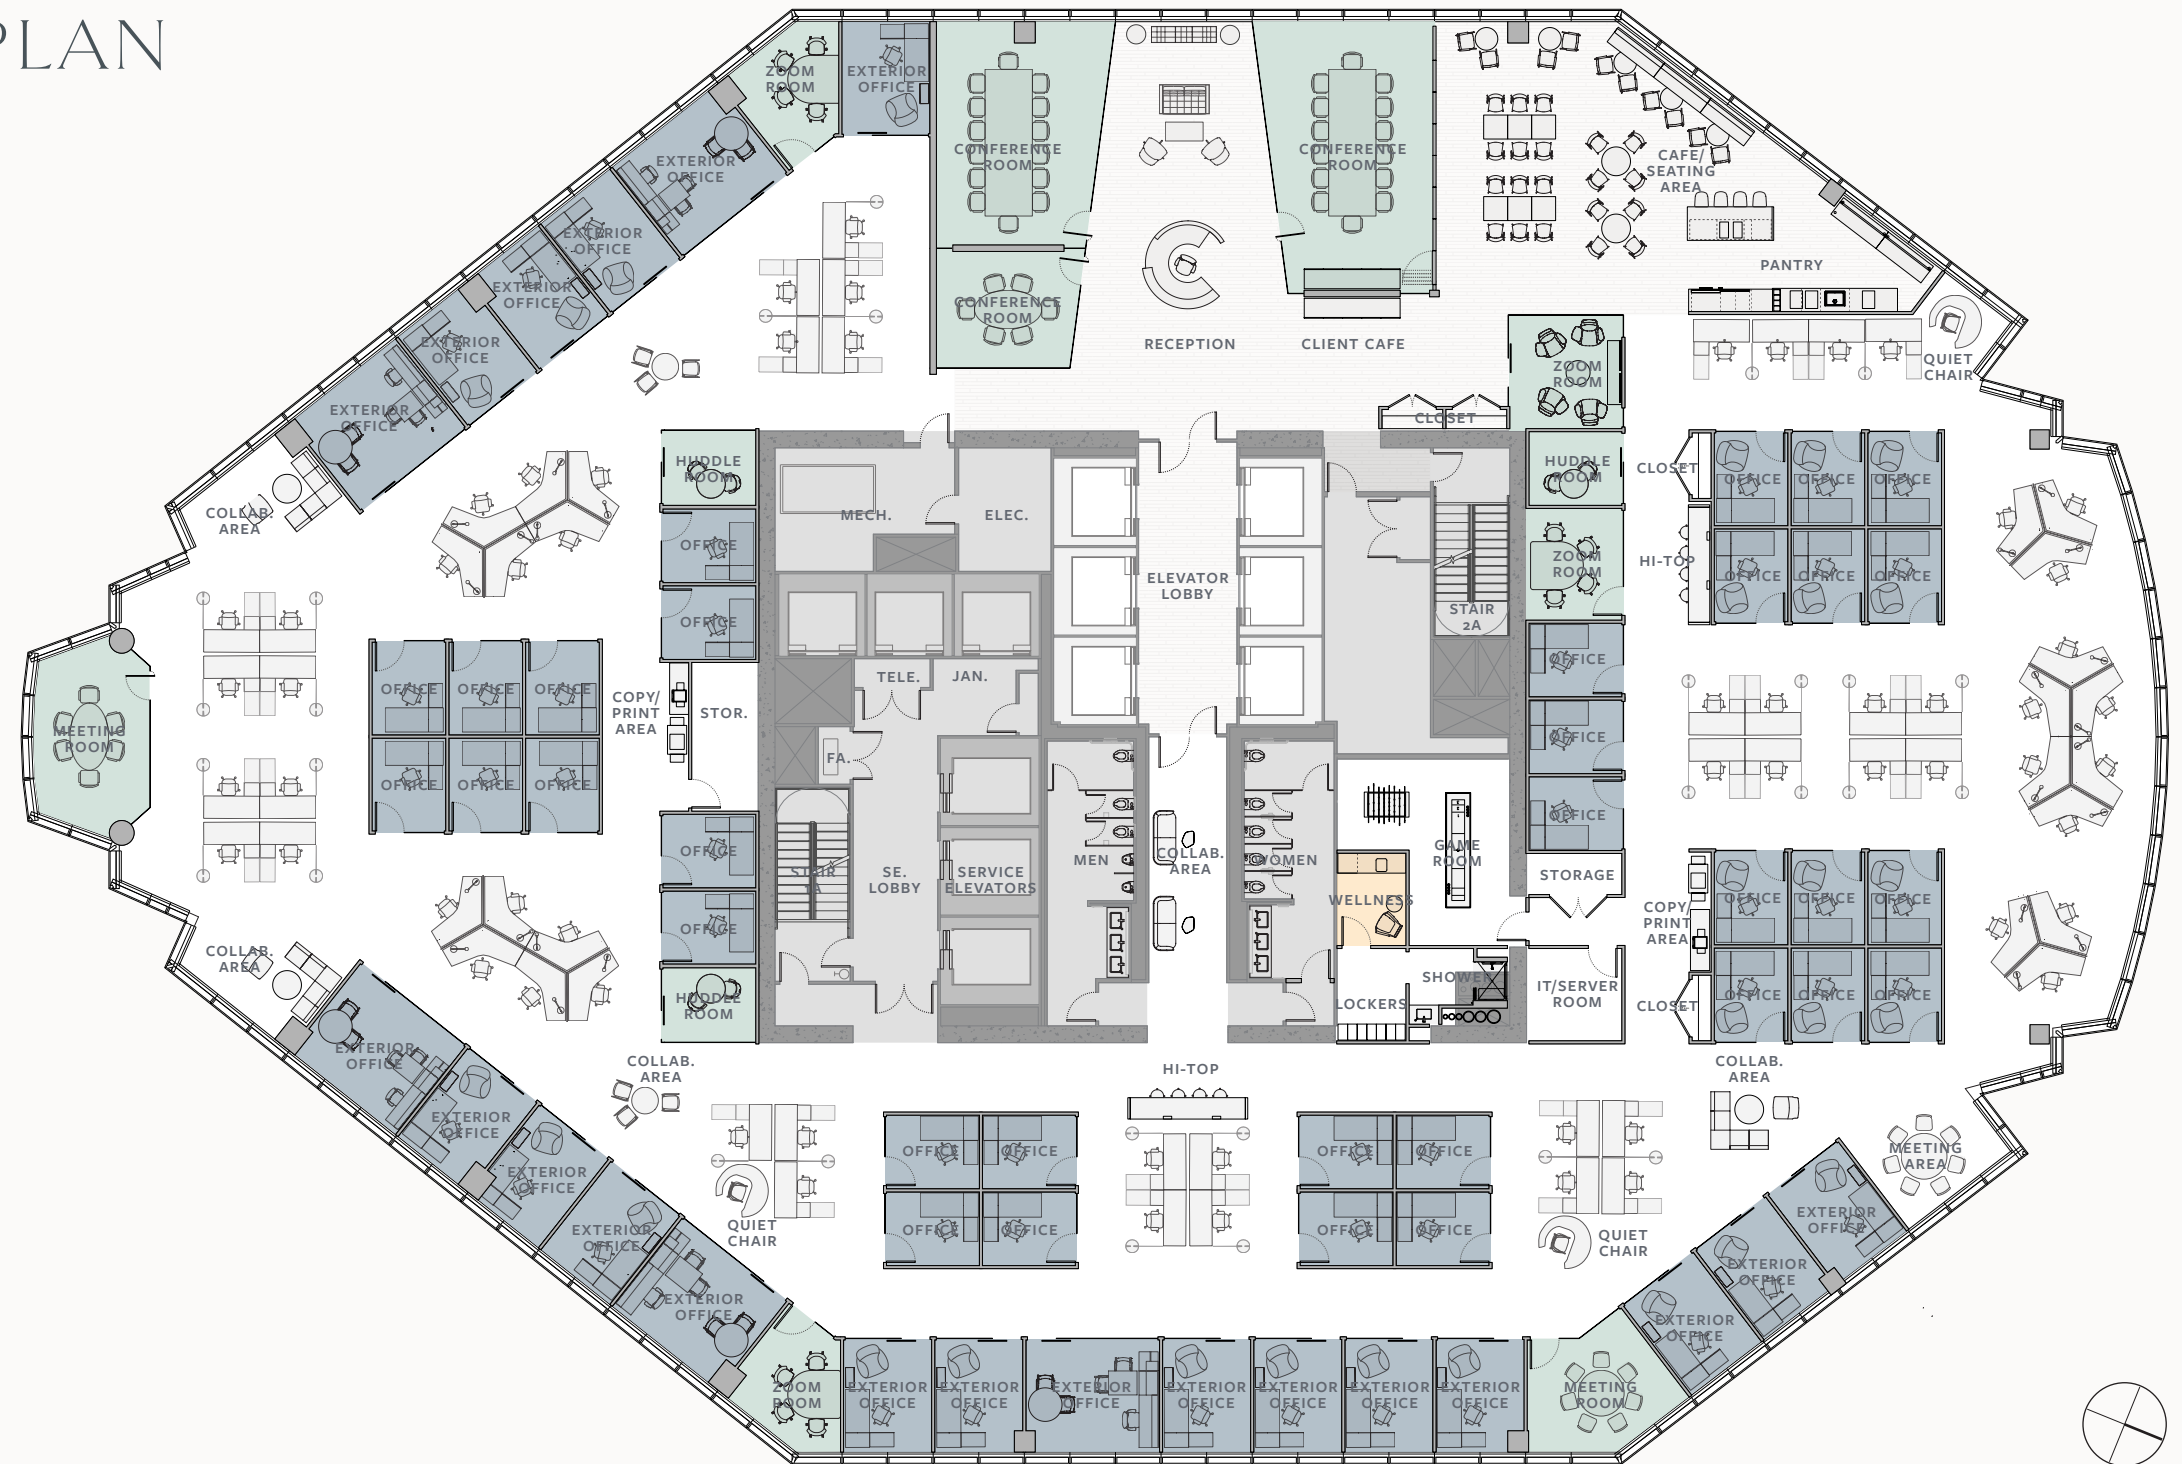 PLAN
ZOOM
ROOM
EXTERIOR
OFFICE
EXTERIOR
OFFICE
EXTERIOR
OFFICE
EXTERIOR
OFFICE
EXTERIOR
OFFICE
EXTERIOR
OFFICE
CONFERENCE
ROOM
CONFERENCE
ROOM
CONFERENCE
ROOM
RECEPTION
CLIENT CAFE
CAFE/
SEATING
AREA
PANTRY
QUIET
CHAIR
ZOOM
ROOM
CLOSET
COLLAB.
AREA
HUDDLE
ROOM
OFFICE
OFFICE
MECH.
ELEC.
ELEVATOR
LOBBY
STAIR
2A
HUDDLE
ROOM
ZOOM
ROOM
CLOSET
HI-TOP
OFFICE
OFFICE
OFFICE
OFFICE
OFFICE
OFFICE
MEETING
ROOM
OFFICE
OFFICE
OFFICE
OFFICE
OFFICE
OFFICE
COPY/
PRINT
AREA
STOR.
TELE.
JAN.
FA.
OFFICE
OFFICE
OFFICE
OFFICE
OFFICE
HUDDLE
ROOM
STAIR
1A
SE.
LOBBY
SERVICE
ELEVATORS
MEN
COLLAB.
AREA
WOMEN
GAME
ROOM
WELLNESS
STORAGE
SHOWER
LOCKERS
IT/SERVER
ROOM
COPY/
PRINT
AREA
CLOSET
OFFICE
OFFICE
OFFICE
OFFICE
OFFICE
OFFICE
COLLAB.
AREA
COLLAB.
AREA
HI-TOP
COLLAB.
AREA
MEETING
AREA
EXTERIOR
OFFICE
EXTERIOR
OFFICE
EXTERIOR
OFFICE
EXTERIOR
OFFICE
EXTERIOR
OFFICE
QUIET
CHAIR
OFFICE
OFFICE
OFFICE
OFFICE
OFFICE
OFFICE
OFFICE
OFFICE
QUIET
CHAIR
EXTERIOR
OFFICE
EXTERIOR
OFFICE
EXTERIOR
OFFICE
ZOOM
ROOM
EXTERIOR
OFFICE
EXTERIOR
OFFICE
EXTERIOR
OFFICE
EXTERIOR
OFFICE
EXTERIOR
OFFICE
EXTERIOR
OFFICE
EXTERIOR
OFFICE
MEETING
ROOM